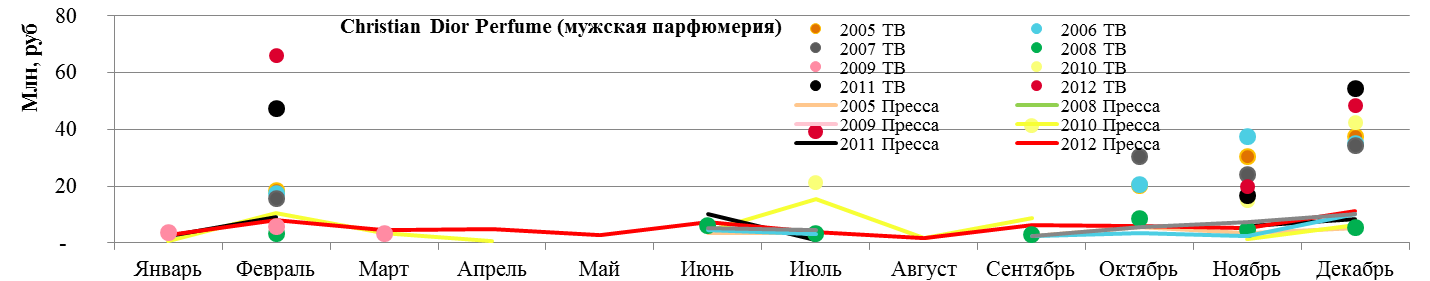 Christian Dior Perfume (мужская парфюмерия)
Млн, руб
80
60
40
20
-
2005 ТВ 2006 ТВ
2007 ТВ 2008 ТВ
2009 ТВ 2010 ТВ
2011 ТВ 2012 ТВ
2005 Пресса 2008 Пресса
2009 Пресса 2010 Пресса
2011 Пресса 2012 Пресса
Январь Февраль Март Апрель Май Июнь Июль Август Сентябрь Октябрь Ноябрь Декабрь